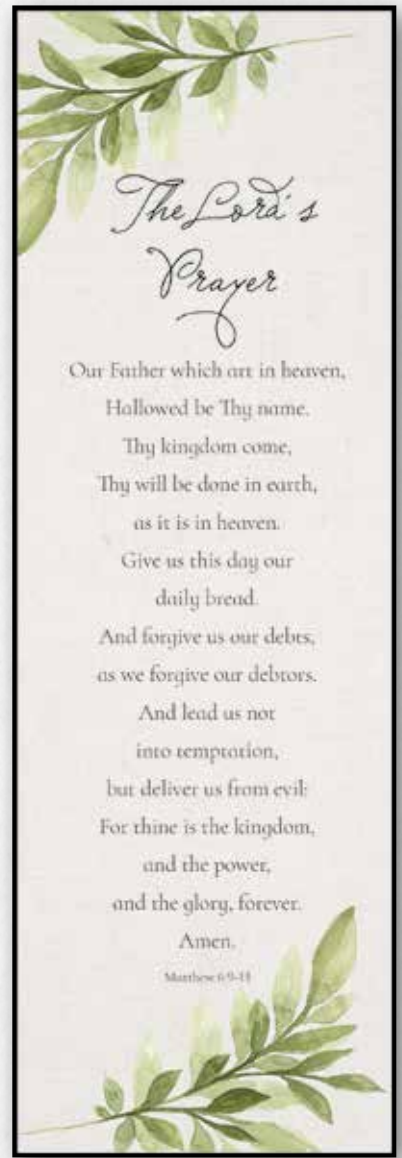 The Lord's
Prayer
Our Father which art in heaven,
Hallowed be Thy name.
Thy kingdom come,
Thy will be done in earth,
as it is in heaven.
Give us this day our
daily bread.
And forgive us our debts,
as we forgive our debtors.
And lead us not
into temptation,
but deliver us from evil:
For thine is the kingdom,
and the power,
and the glory, forever.
Amen.
Matthew 6:9-13